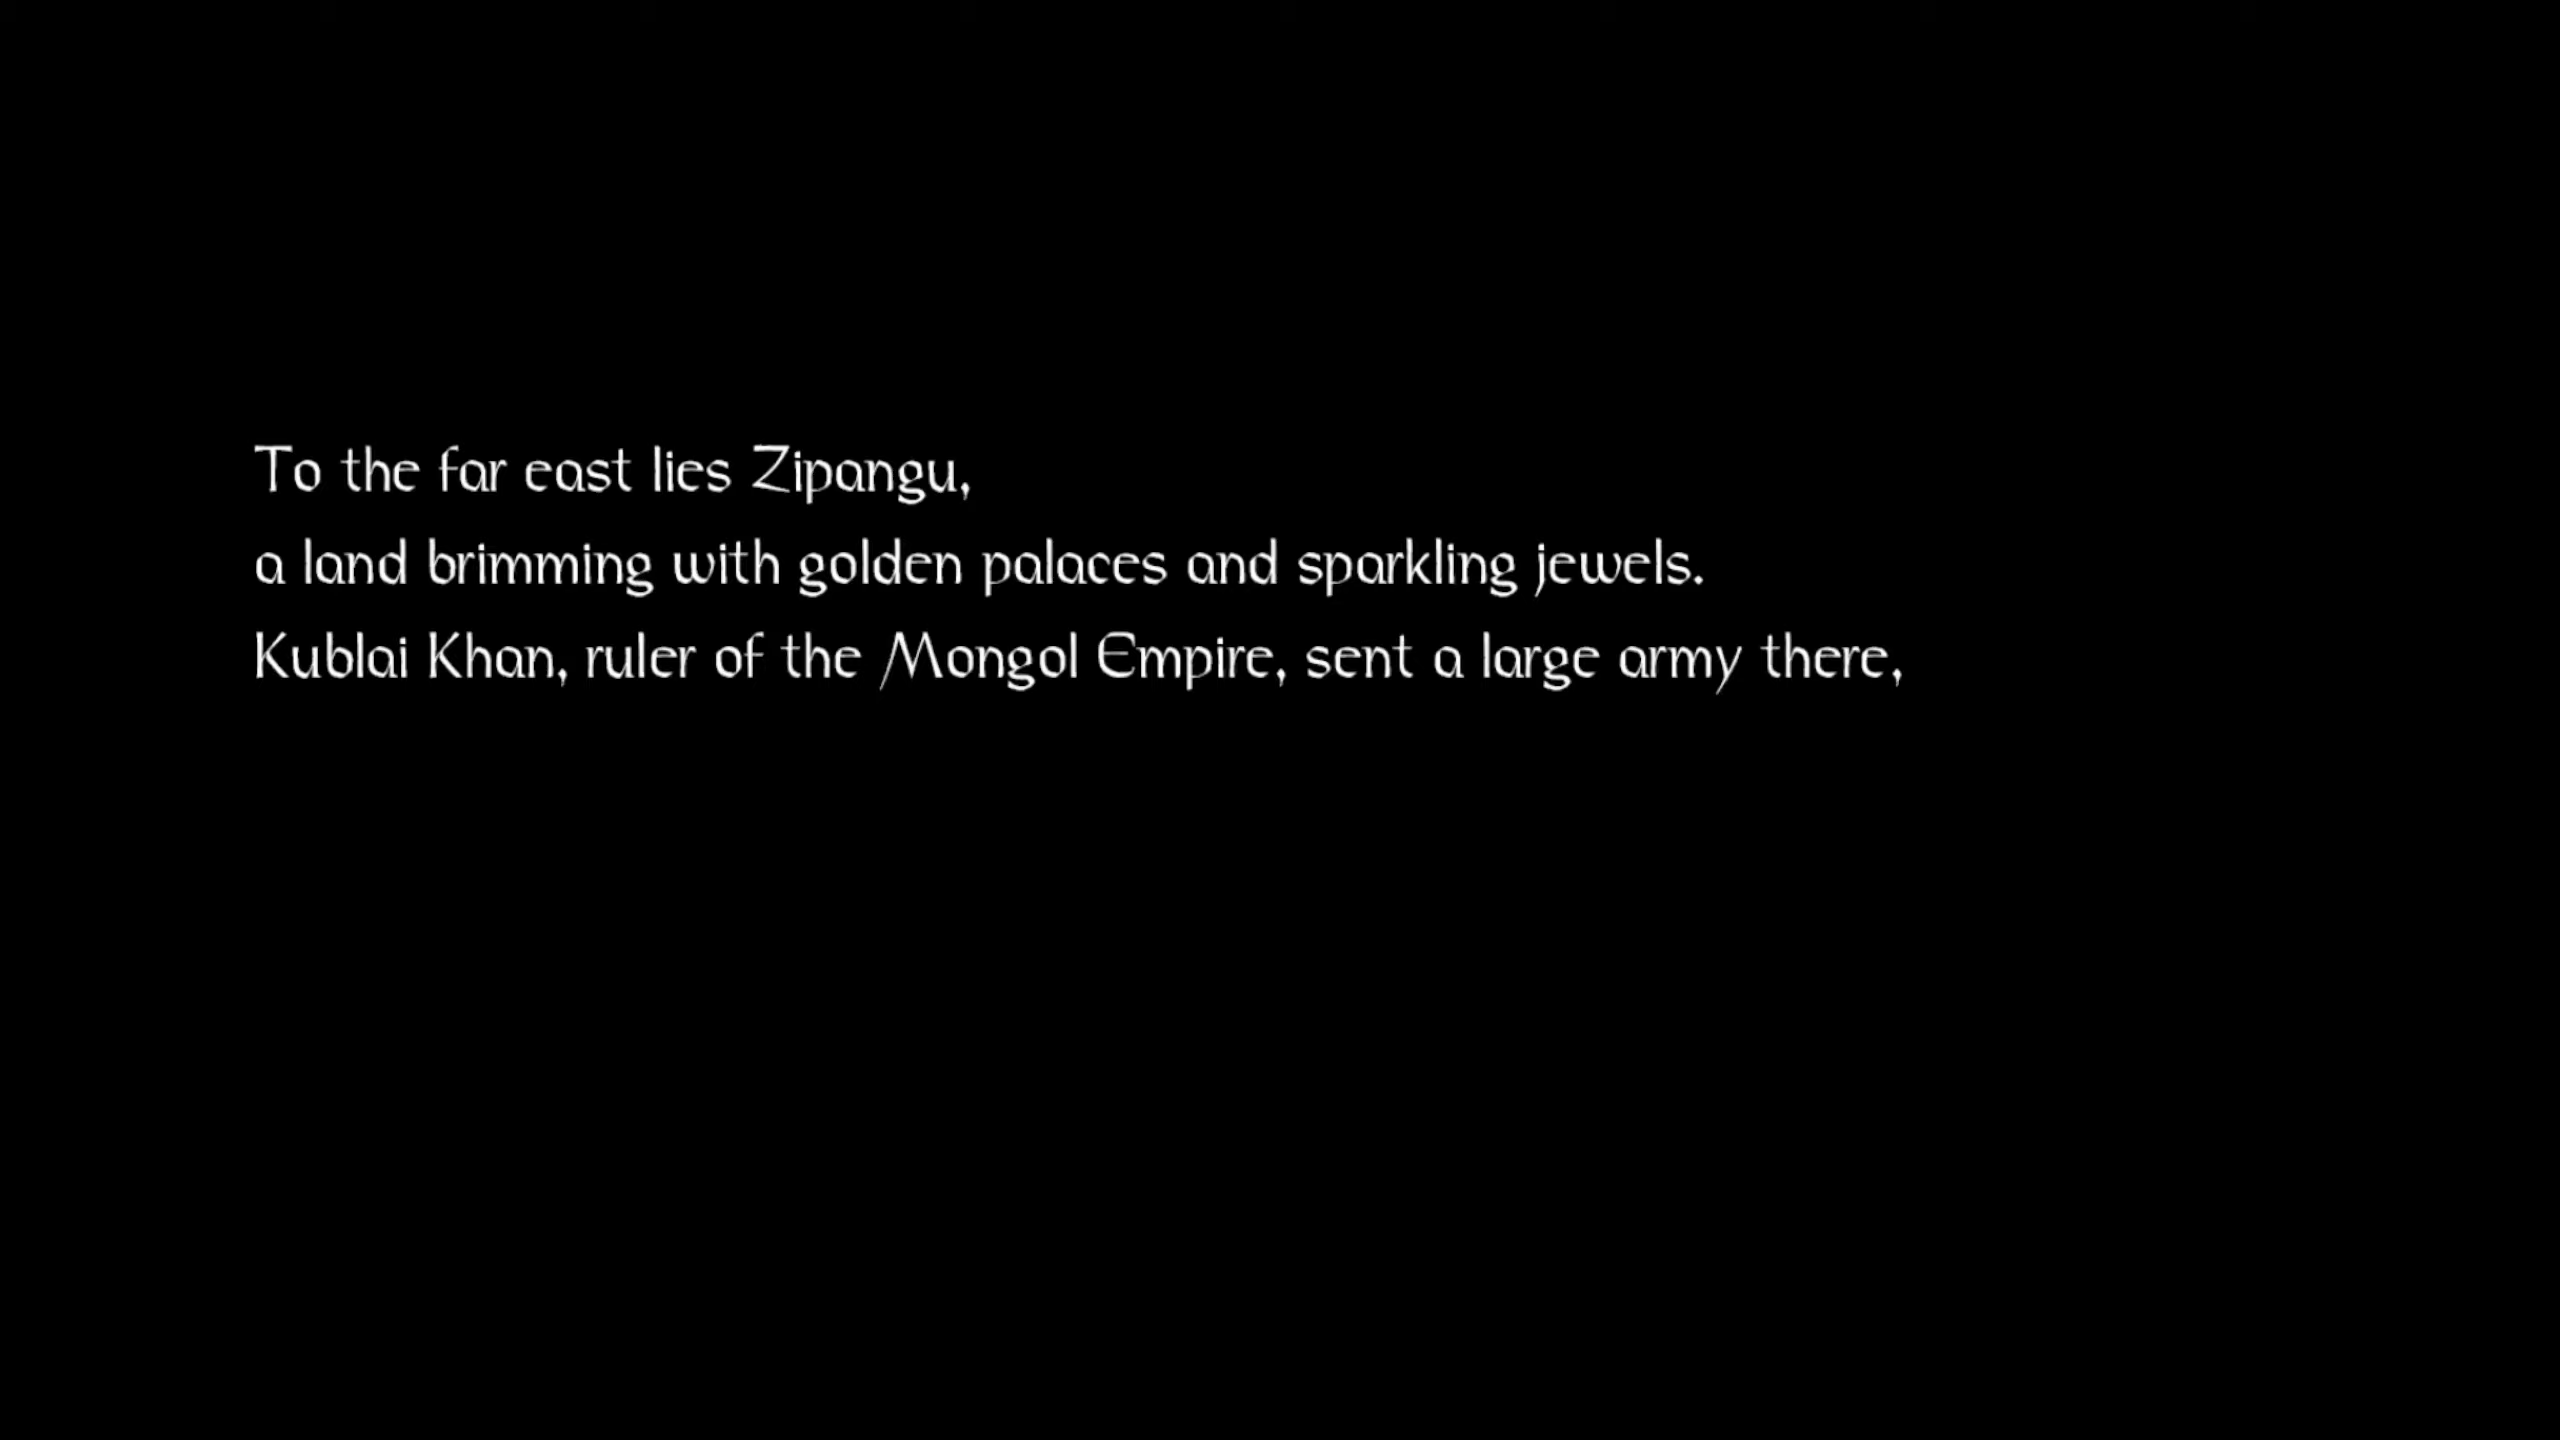 To the far east lies Zipangu,
a land brimming with golden palaces and sparkling jewels.
Kublai Khan, ruler of the Mongol Empire, sent a large army there,